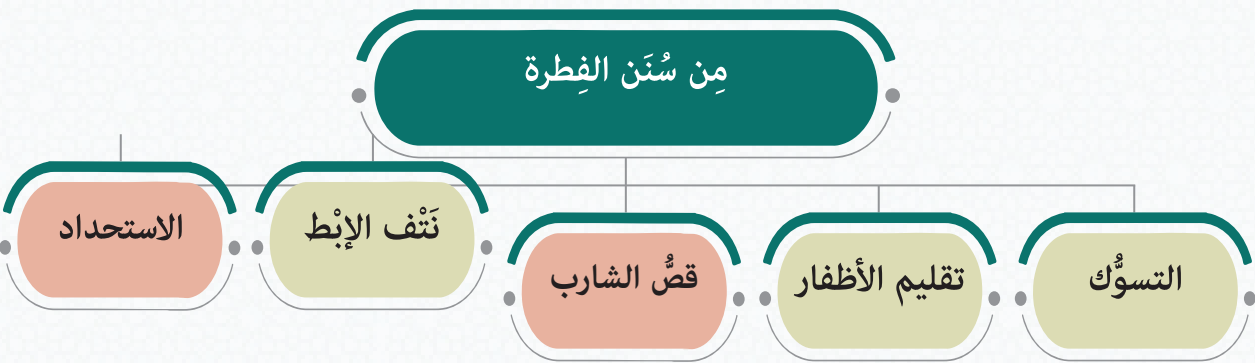 مِن سُنَن الفِطرة
التسوُّك
تقليم الأظفار
قصُّ الشارب
نَتْف الإبْط
الاستحداد